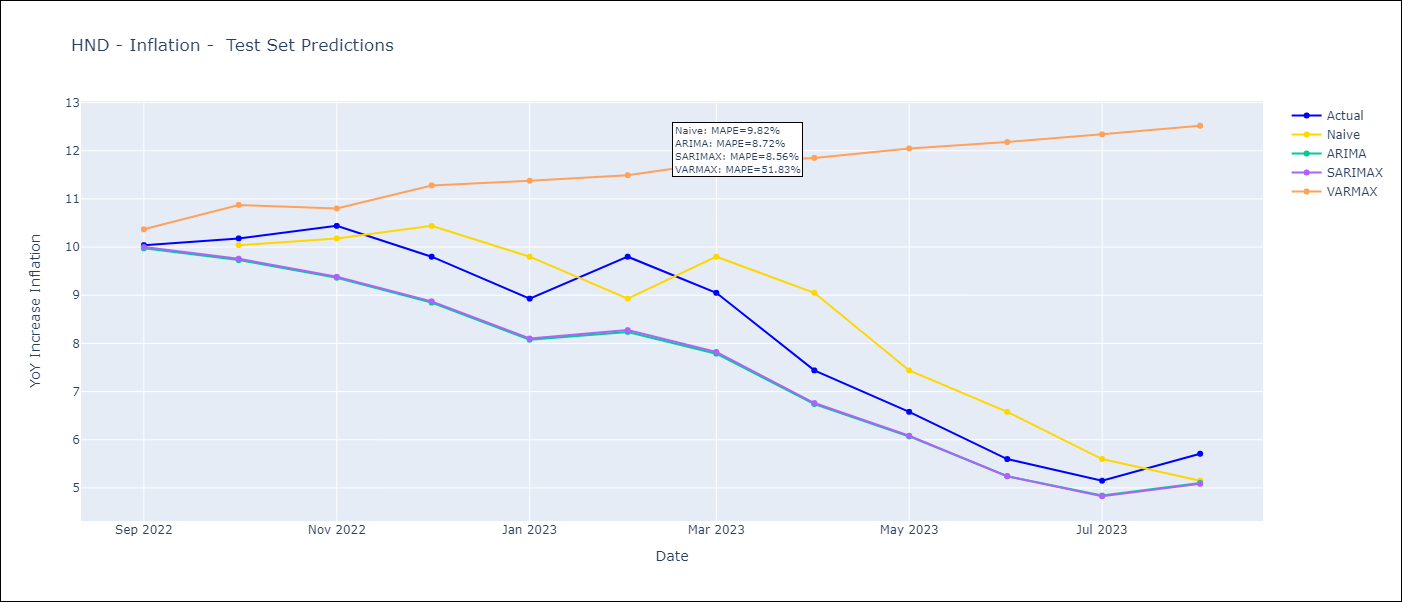 HND - Inflation -  Test Set Predictions
13
12
11
10
9
8
7
6
5
YoY Increase Inflation
Naive: MAPE=9.82%
ARIMA: MAPE=8.72%
SARIMAX: MAPE=8.56%
VARMAX: MAPE=51.83%
Actual
Naive
ARIMA
SARIMAX
VARMAX
Sep 2022
Nov 2022
Jan 2023
Mar 2023
May 2023
Jul 2023
Date